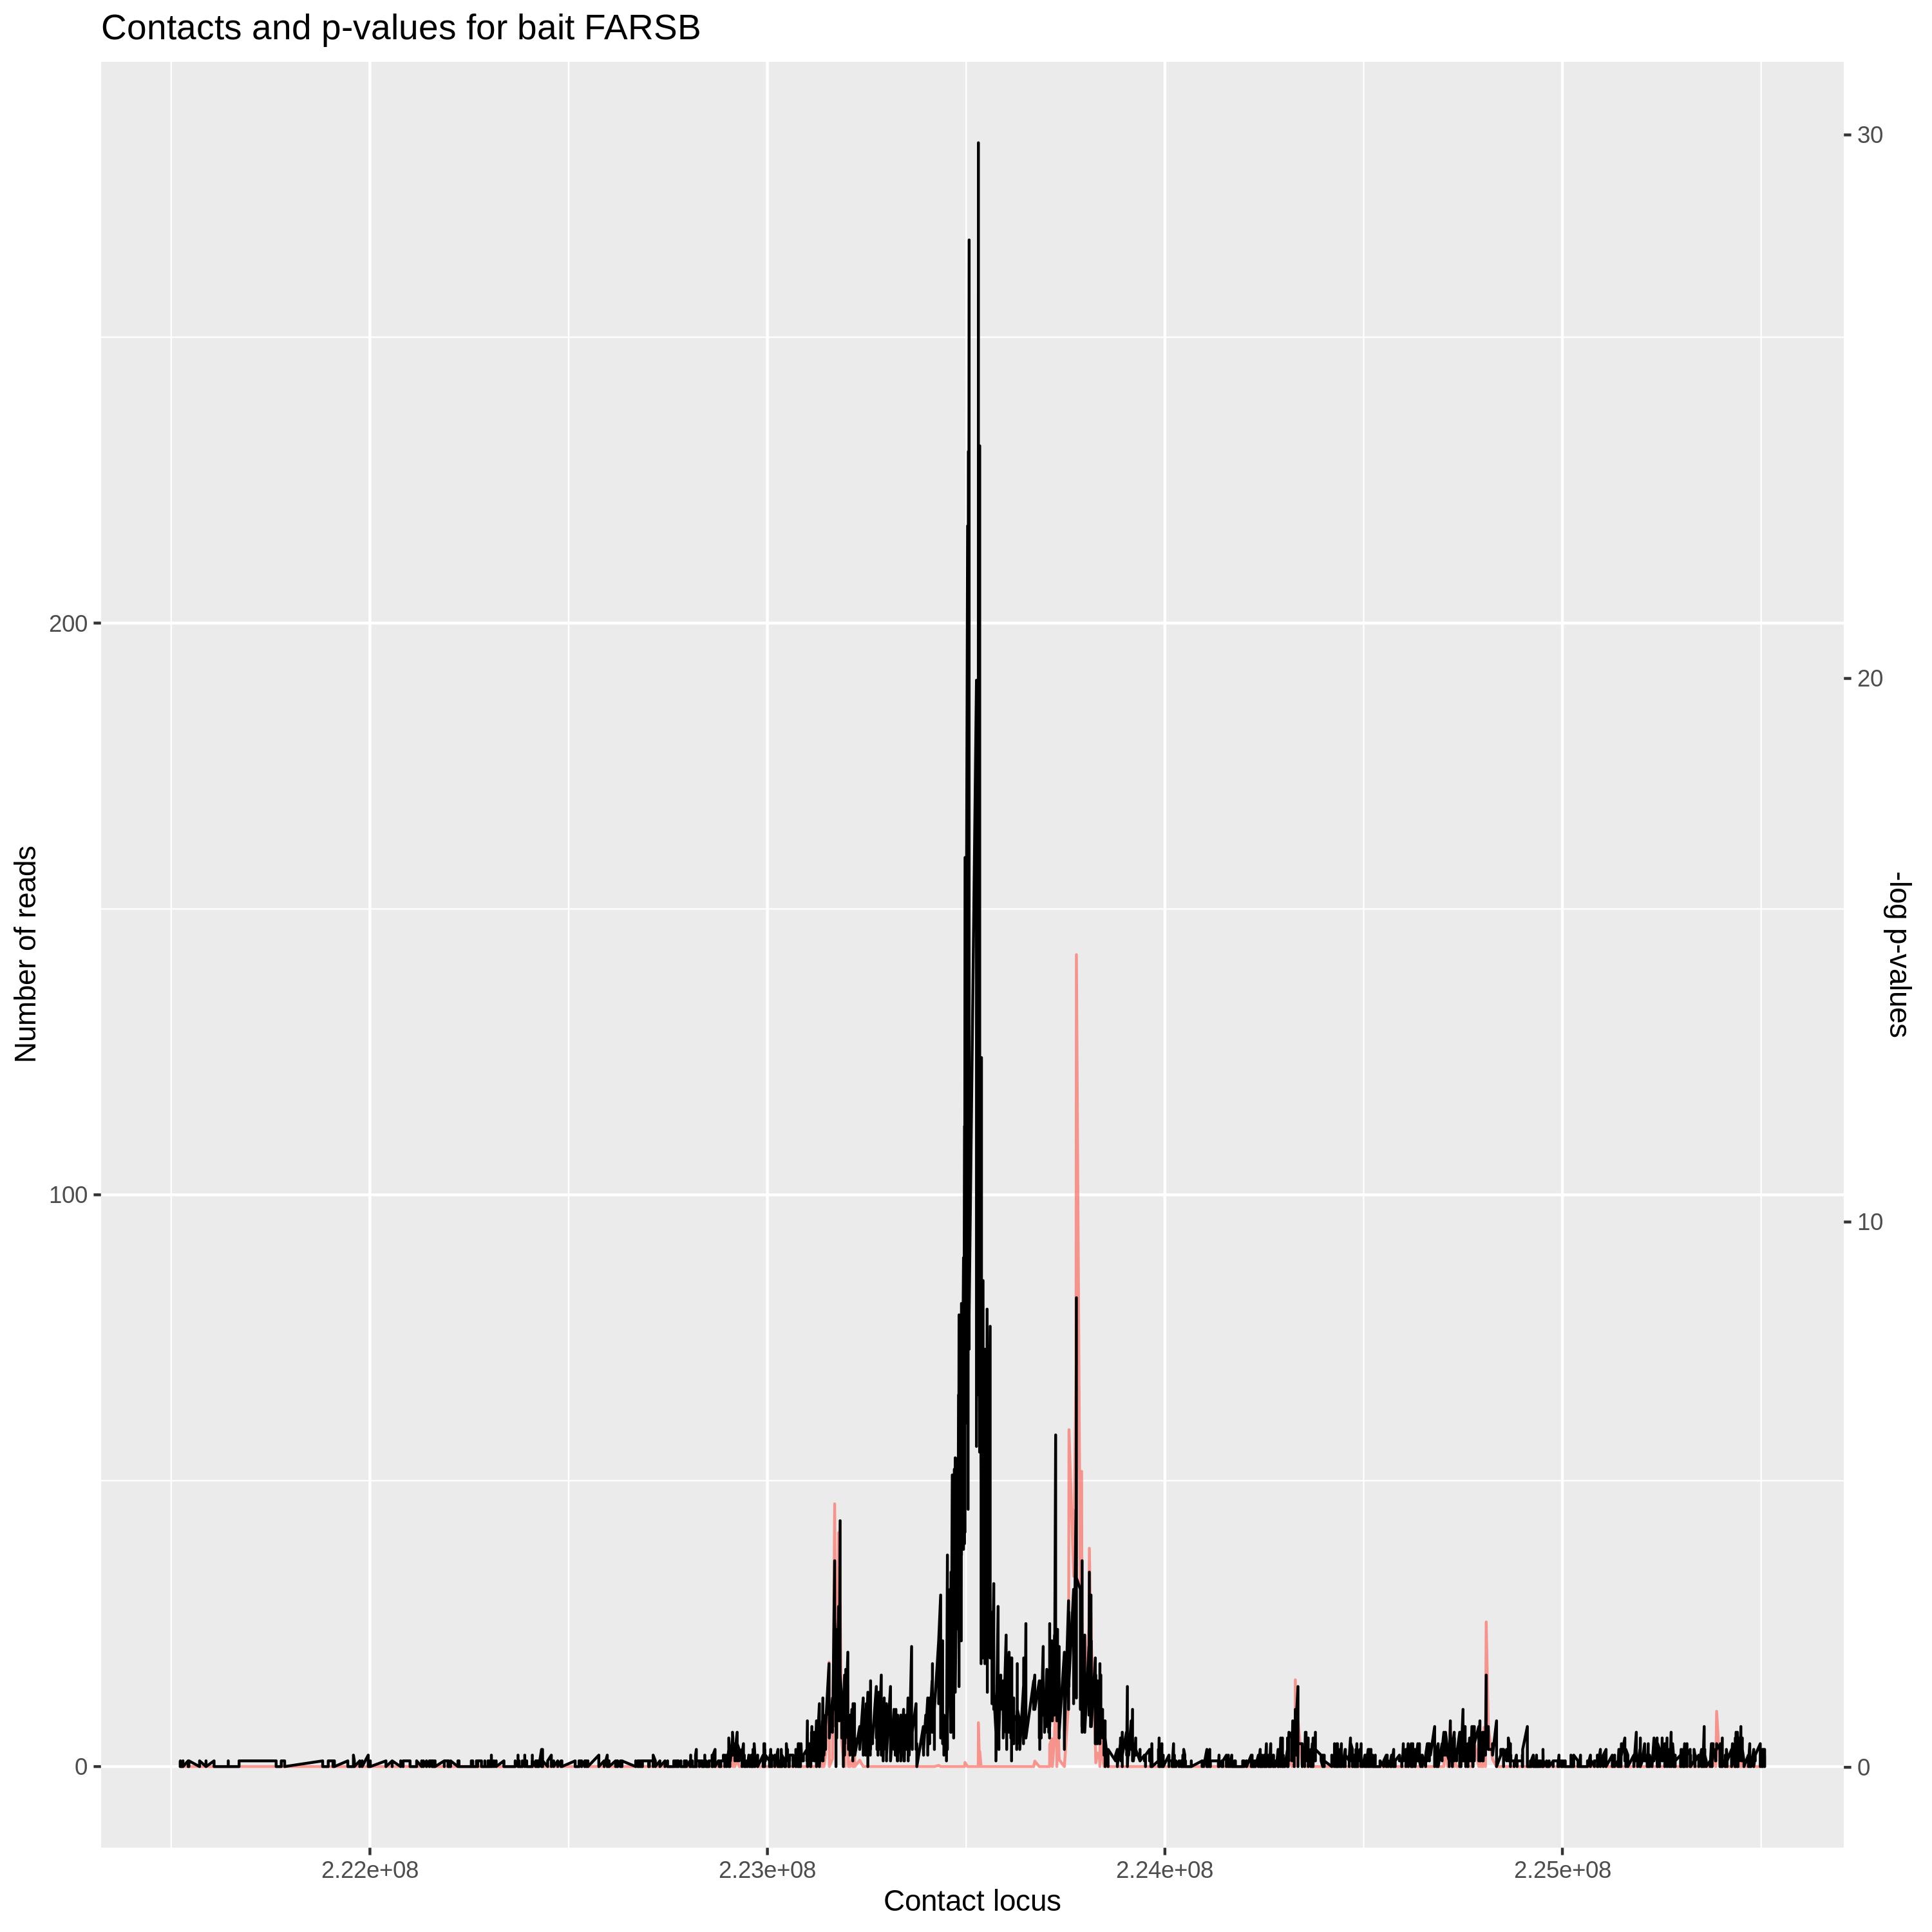 Contacts and p-values for bait FARSB
30
200
20
Number of reads
-log p-values
100
10
0
0
2.22e+08
2.23e+08
2.24e+08
2.25e+08
Contact locus